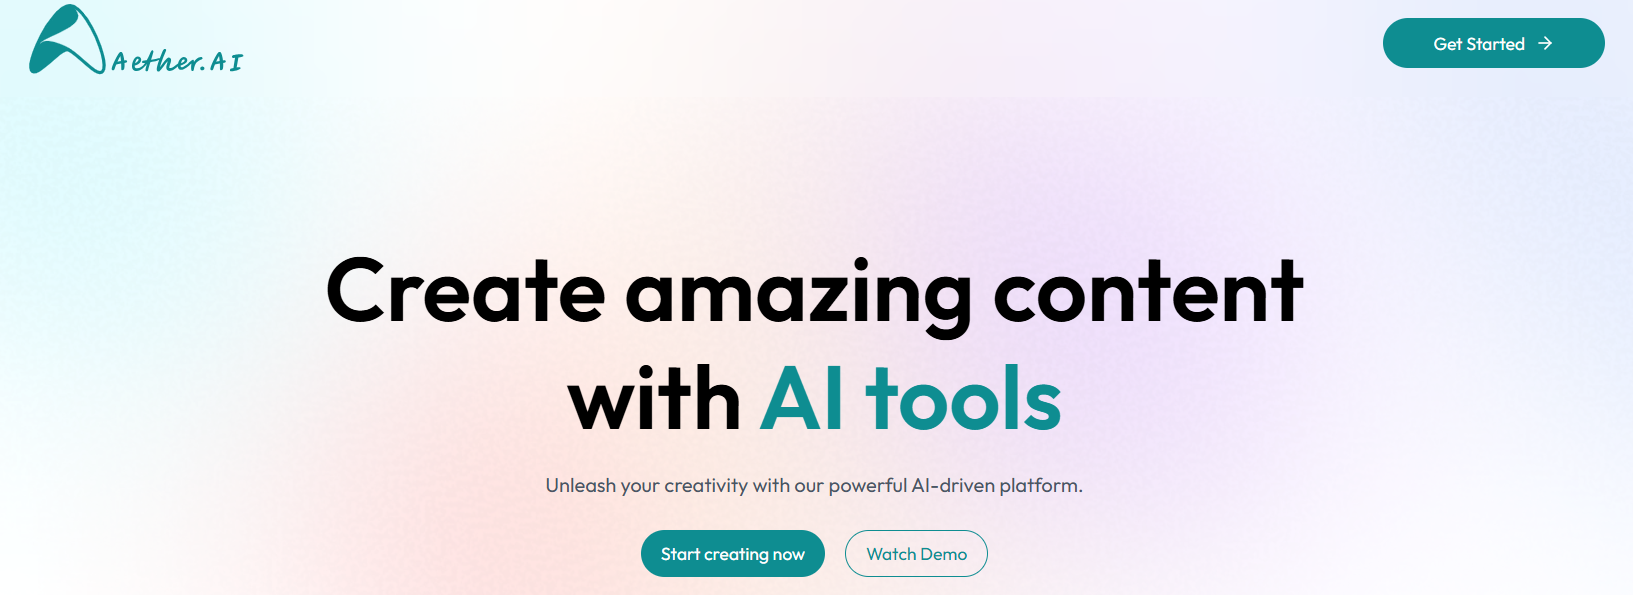 Aether.AI
Get Started →
Create amazing content
with AI tools
Unleash your creativity with our powerful AI-driven platform.
Start creating now
Watch Demo